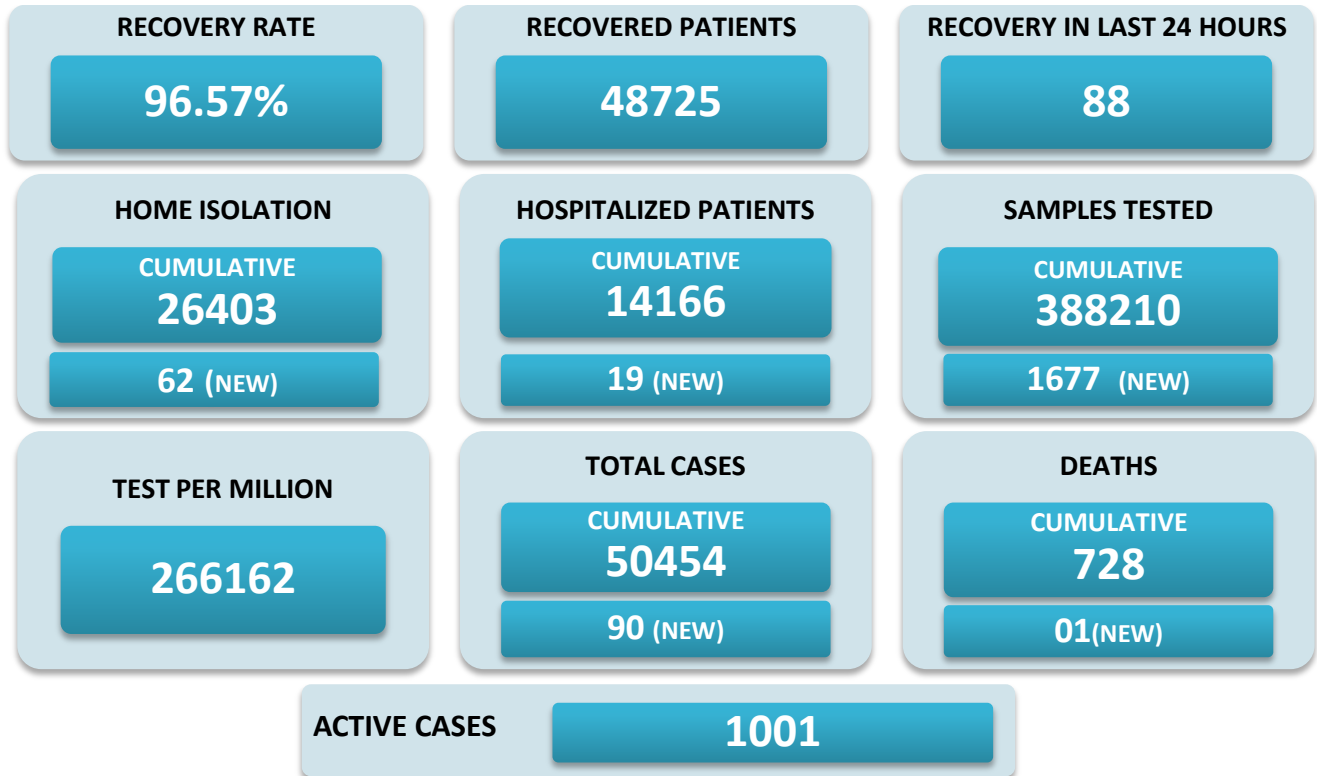 RECOVERY RATE
96.57%
RECOVERED PATIENTS
48725
RECOVERY IN LAST 24 HOURS
88
HOME ISOLATION
CUMULATIVE
26403
62 (NEW)
HOSPITALIZED PATIENTS
CUMULATIVE
14166
19 (NEW)
SAMPLES TESTED
CUMULATIVE
388210
1677 (NEW)
TEST PER MILLION
266162
TOTAL CASES
CUMULATIVE
50454
90 (NEW)
DEATHS
CUMULATIVE
728
01(NEW)
ACTIVE CASES
1001